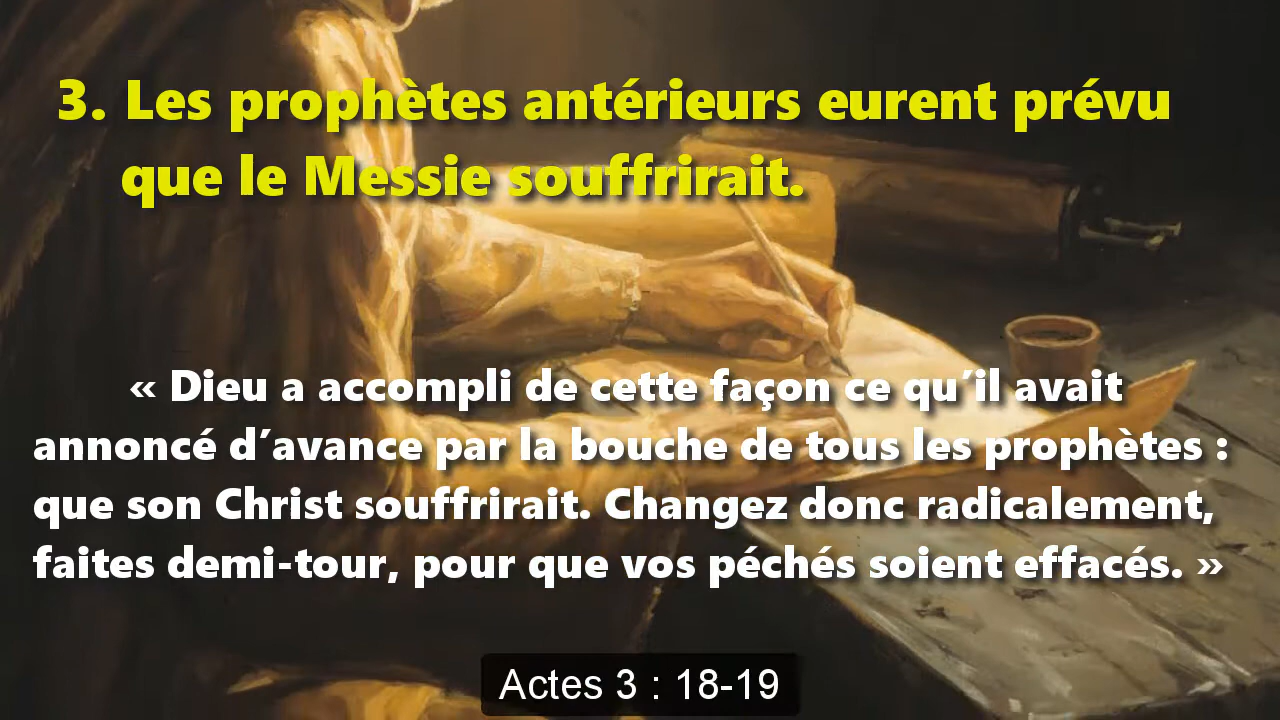 3. Les prophètes antérieurs eurent prévu
que le Messie souffrirait.
« Dieu a accompli de cette façon ce qu’il avait
annoncé d’avance par la bouche de tous les prophètes :
que son Christ souffrirait. Changez donc radicalement,
faites demi-tour, pour que vos péchés soient effacés. »
Actes 3 : 18-19